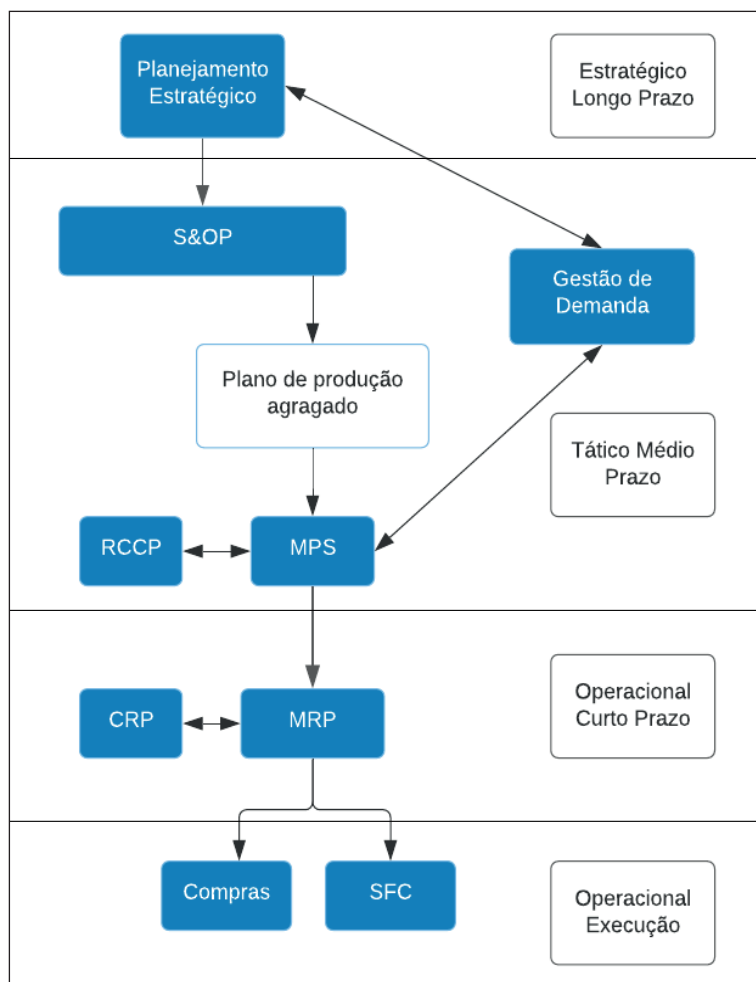 Planejamento
Estratégico
Estratégico
Longo Prazo
S&OP
Gestão de
Demanda
Plano de produção
agragado
Tático Médio
Prazo
RCCP
MPS
CRP
MRP
Operacional
Curto Prazo
Compras
SFC
Operacional
Execução